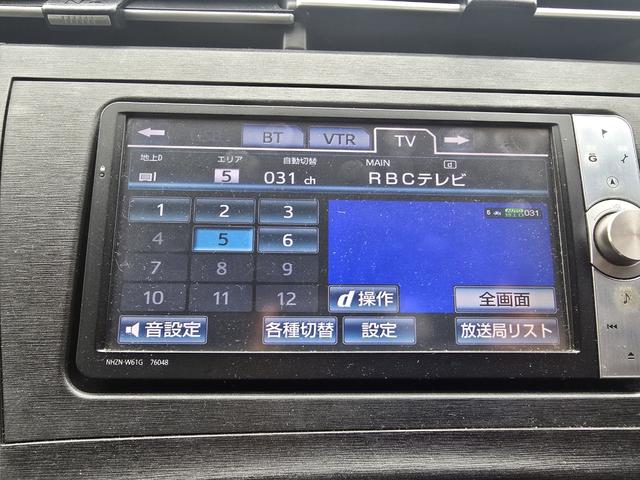 BT VTR TV
地上D エリア 自動切替 MAIN d
5 031 ch RBCテレビ
1 2 3
031
4 5 6
7 8 9
10 11 12
d操作 全画面
音設定 各種切替 設定 放送局リスト
NHZN-W61G 76048
G